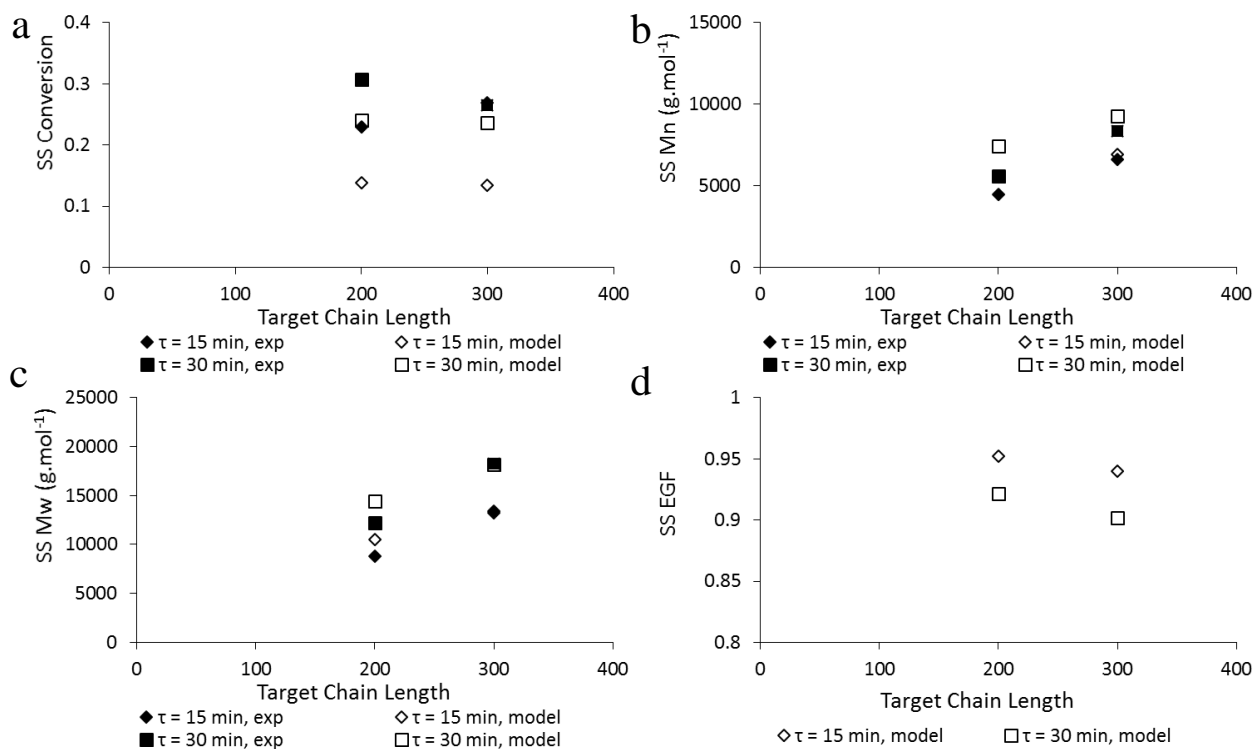 a
SS Conversion
0.4
0.3
0.2
0.1
0
0 100 200 300 400
Target Chain Length
◆ τ = 15 min, exp ◇ τ = 15 min, model
■ τ = 30 min, exp □ τ = 30 min, model
b
SS Mn (g.mol⁻¹)
15000
10000
5000
0
0 100 200 300 400
Target Chain Length
◆ τ = 15 min, exp ◇ τ = 15 min, model
■ τ = 30 min, exp □ τ = 30 min, model
c
SS Mw (g.mol⁻¹)
25000
20000
15000
10000
5000
0
0 100 200 300 400
Target Chain Length
◆ τ = 15 min, exp ◇ τ = 15 min, model
■ τ = 30 min, exp □ τ = 30 min, model
d
SS EGF
1
0.95
0.9
0.85
0.8
0 100 200 300 400
Target Chain Length
◇ τ = 15 min, model □ τ = 30 min, model